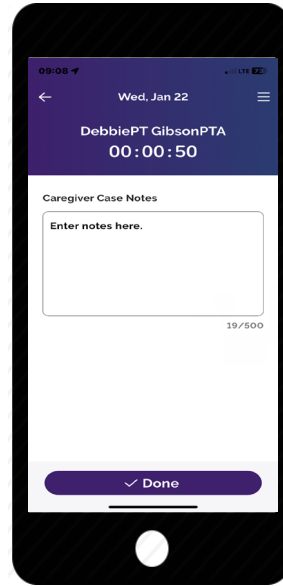 09:08 LTE 72
Wed, Jan 22
DebbiePT GibsonPTA
00:00:50
Caregiver Case Notes
Enter notes here.
19/500
Done